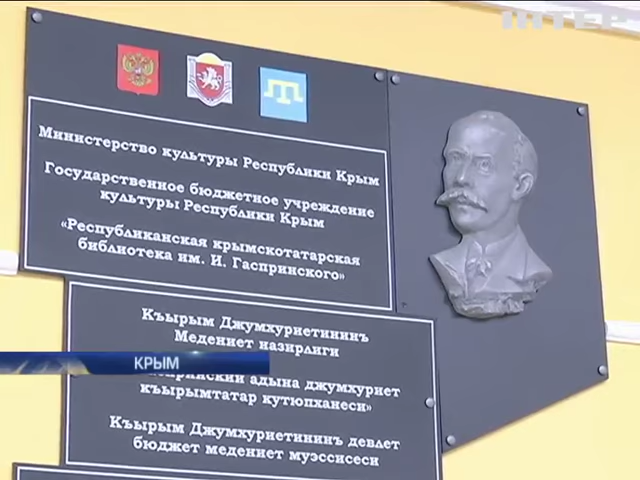 ІНТЕР
Министерство культуры Республики Крым
Государственное бюджетное учреждение
культуры Республики Крым
«Республиканская крымскотатарская
библиотека им. И. Гаспринского»
Къырым Джумхуриетининъ
Медениет назирлиги
КРЫМ
адына джумхуриет
къырымтатар кутюпханеси»
Къырым Джумхуриетининъ девлет
бюджет медениет муэссисеси